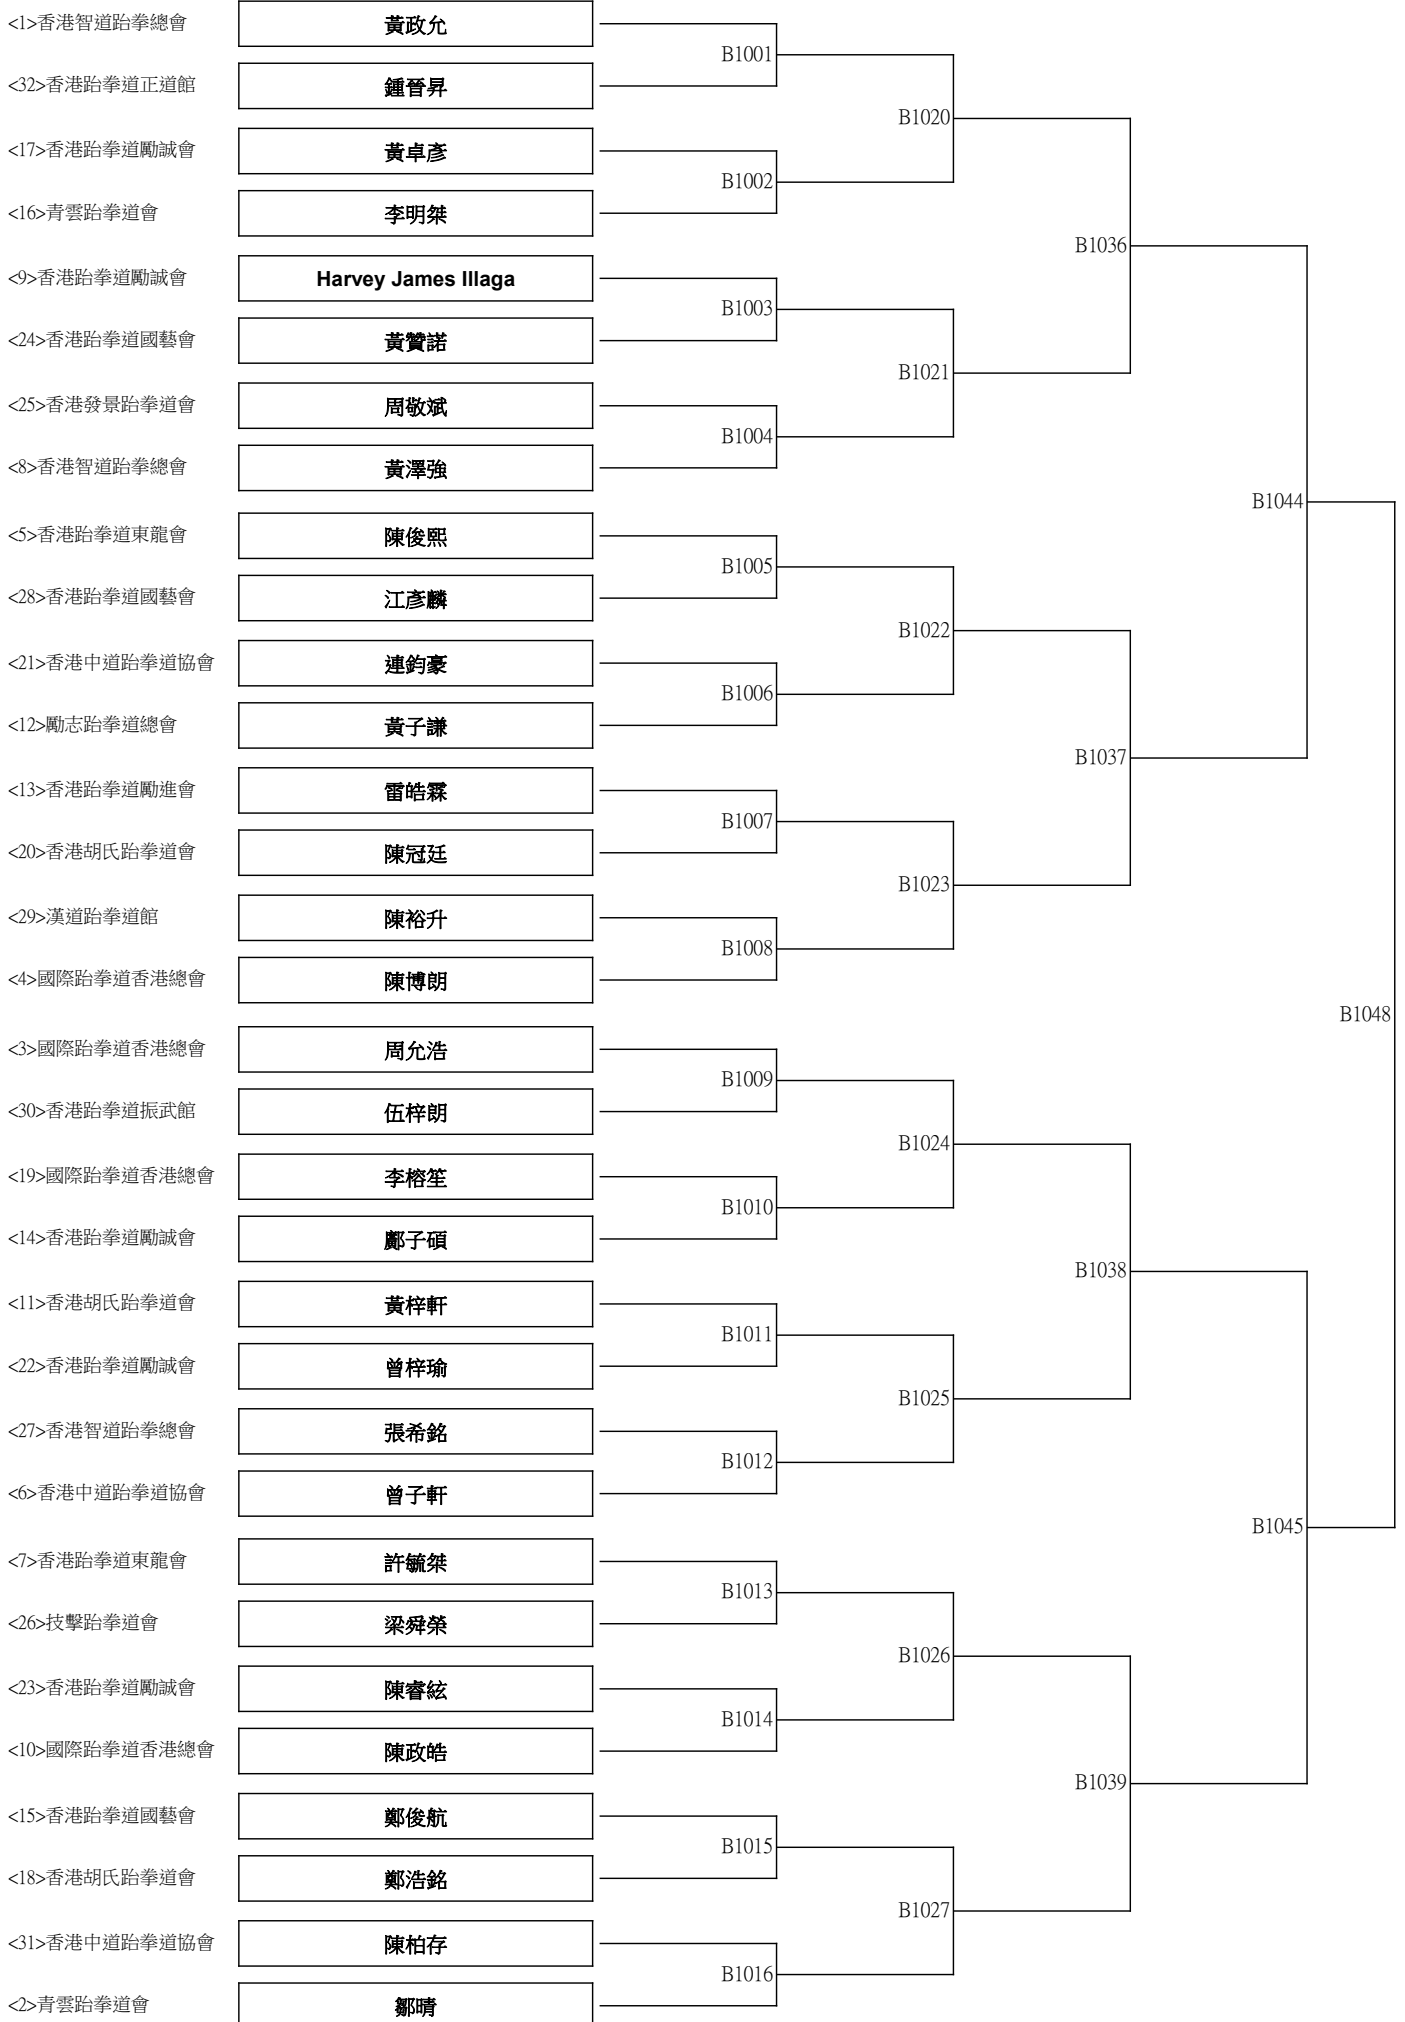 <1>香港智道跆拳總會 黃政允
B1001
<32>香港跆拳道正道館 鍾晉昇
B1020
<17>香港跆拳道勵誠會 黃卓彥
B1002
<16>青雲跆拳道會 李明桀
B1036
<9>香港跆拳道勵誠會 Harvey James Illaga
B1003
<24>香港跆拳道國藝會 黃贊諾
B1021
<25>香港發景跆拳道會 周敬斌
B1004
<8>香港智道跆拳總會 黃澤強
B1044
<5>香港跆拳道東龍會 陳俊熙
B1005
<28>香港跆拳道國藝會 江彥麟
B1022
<21>香港中道跆拳道協會 連鈞豪
B1006
<12>勵志跆拳道總會 黃子謙
B1037
<13>香港跆拳道勵進會 雷皓霖
B1007
<20>香港胡氏跆拳道會 陳冠廷
B1023
<29>漢道跆拳道館 陳裕升
B1008
<4>國際跆拳道香港總會 陳博朗
B1048
<3>國際跆拳道香港總會 周允浩
B1009
<30>香港跆拳道振武館 伍梓朗
B1024
<19>國際跆拳道香港總會 李榕笙
B1010
<14>香港跆拳道勵誠會 鄺子碩
B1038
<11>香港胡氏跆拳道會 黃梓軒
B1011
<22>香港跆拳道勵誠會 曾梓瑜
B1025
<27>香港智道跆拳總會 張希銘
B1012
<6>香港中道跆拳道協會 曾子軒
B1045
<7>香港跆拳道東龍會 許毓桀
B1013
<26>技擊跆拳道會 梁舜榮
B1026
<23>香港跆拳道勵誠會 陳睿絃
B1014
<10>國際跆拳道香港總會 陳政皓
B1039
<15>香港跆拳道國藝會 鄭俊航
B1015
<18>香港胡氏跆拳道會 鄭浩銘
B1027
<31>香港中道跆拳道協會 陳柏存
B1016
<2>青雲跆拳道會 鄒晴